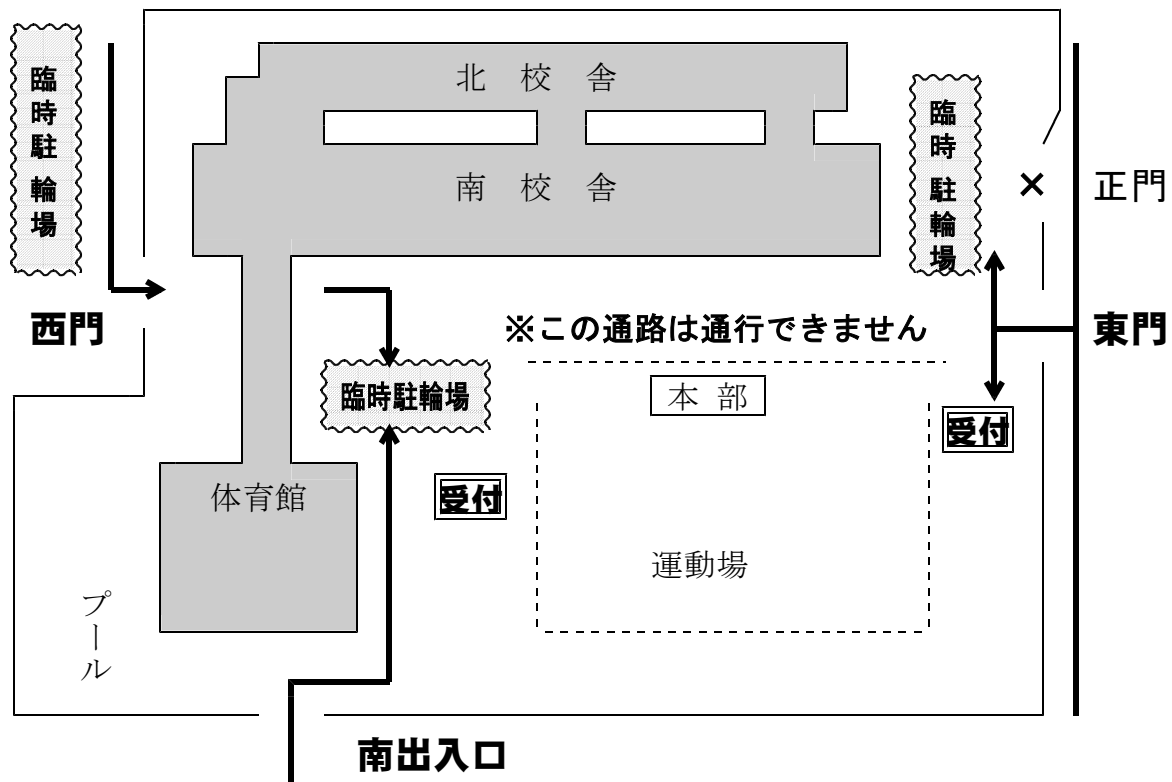 臨時駐輪場
北 校 舎
臨時駐輪場
南 校 舎
×
正門
西門
※この通路は通行できません
東門
臨時駐輪場
本 部
受付
体育館
受付
運動場
プール
南出入口